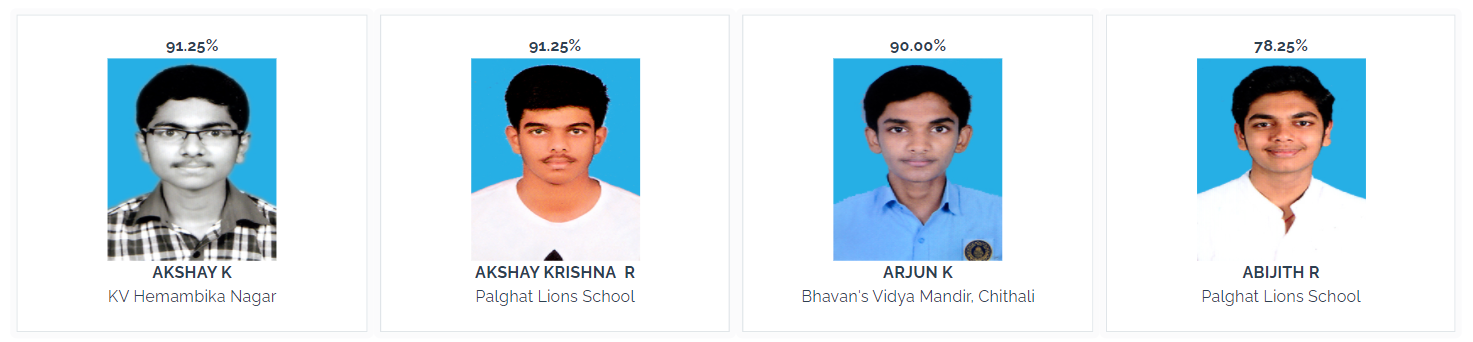 91.25%
AKSHAY K
KV Hemambika Nagar
91.25%
AKSHAY KRISHNA R
Palghat Lions School
90.00%
ARJUN K
Bhavan's Vidya Mandir, Chithali
78.25%
ABIJITH R
Palghat Lions School